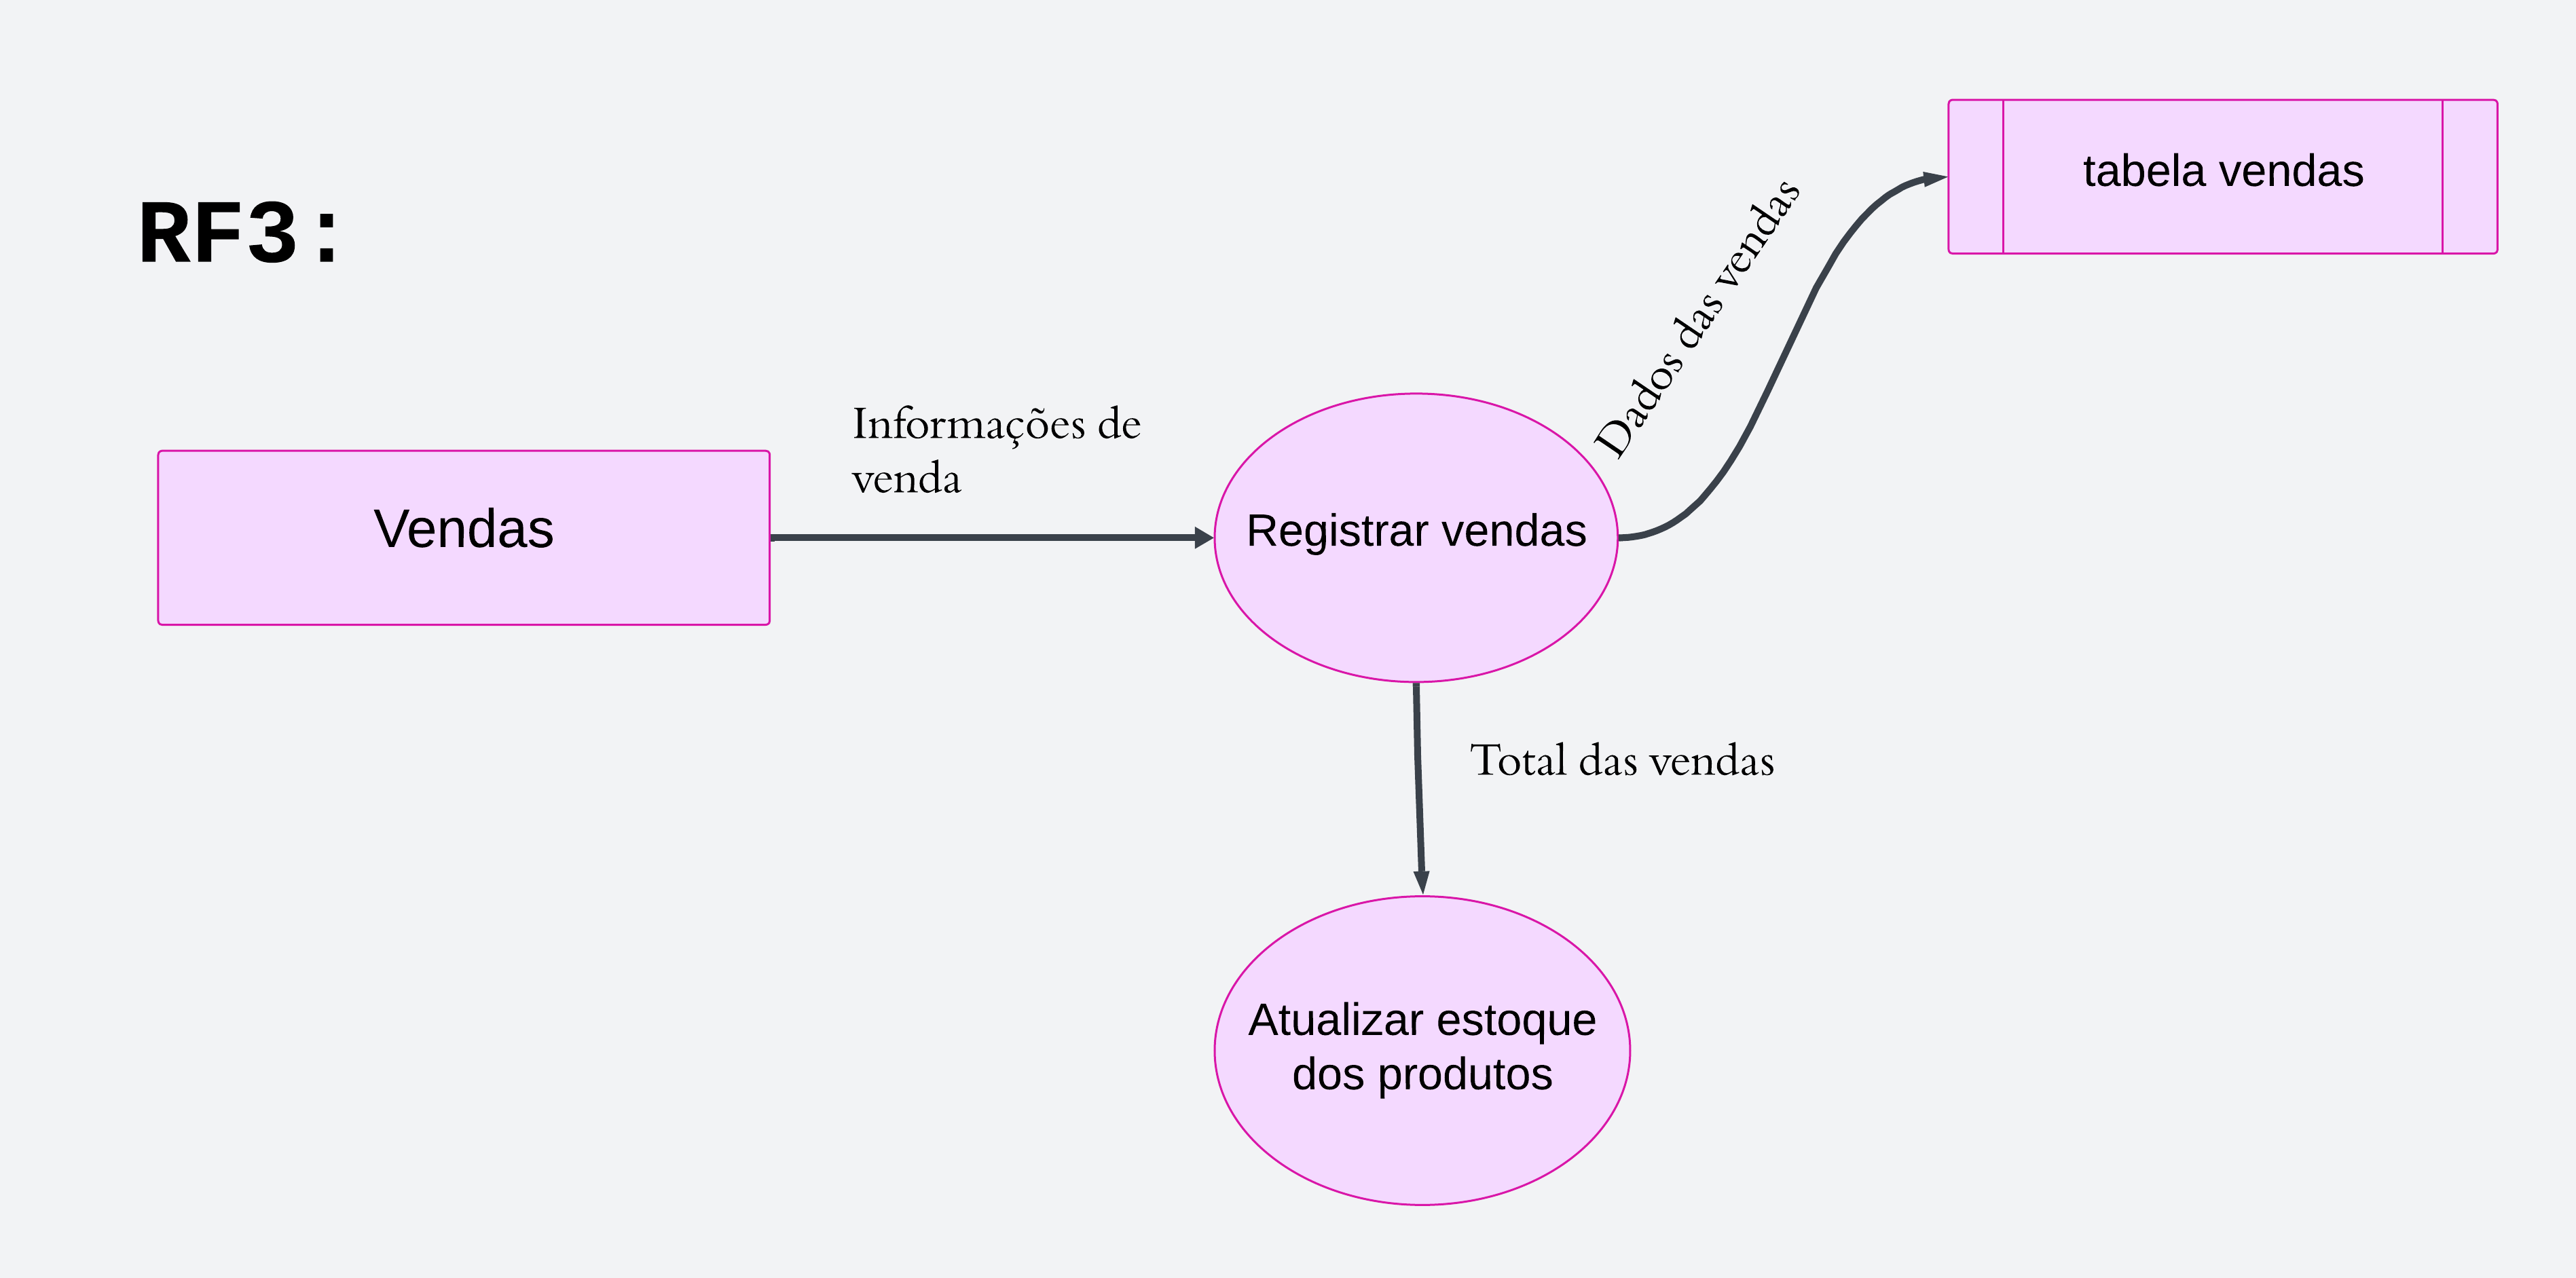 RF3:
tabela vendas
Dados das vendas
Informações de
venda
Vendas
Registrar vendas
Total das vendas
Atualizar estoque
dos produtos